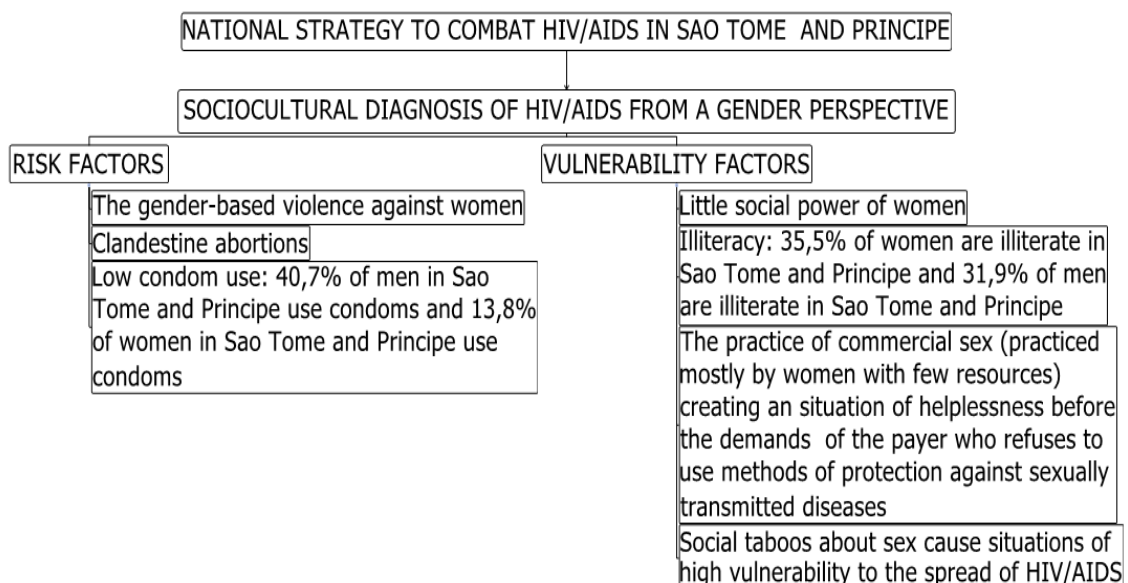 NATIONAL STRATEGY TO COMBAT HIV/AIDS IN SAO TOME AND PRINCIPE
SOCIOCULTURAL DIAGNOSIS OF HIV/AIDS FROM A GENDER PERSPECTIVE
RISK FACTORS
The gender-based violence against women
Clandestine abortions
Low condom use: 40,7% of men in Sao
Tome and Principe use condoms and 13,8%
of women in Sao Tome and Principe use
condoms
VULNERABILITY FACTORS
Little social power of women
Illiteracy: 35,5% of women are illiterate in
Sao Tome and Principe and 31,9% of men
are illiterate in Sao Tome and Principe
The practice of commercial sex (practiced
mostly by women with few resources)
creating an situation of helplessness before
the demands of the payer who refuses to
use methods of protection against sexually
transmitted diseases
Social taboos about sex cause situations of
high vulnerability to the spread of HIV/AIDS